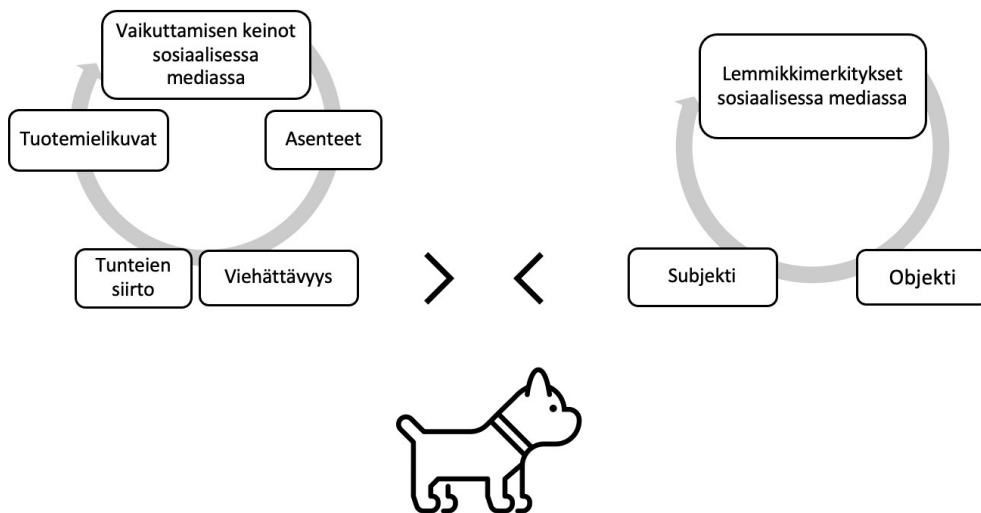 Vaikuttamisen keinot
sosiaalisessa
mediassa
Tuotemielikuvat
Asenteet
Tunteien
siirto
Viehättävyys
> <
Lemmikkimerkitykset
sosiaalisessa mediassa
Subjekti
Objekti